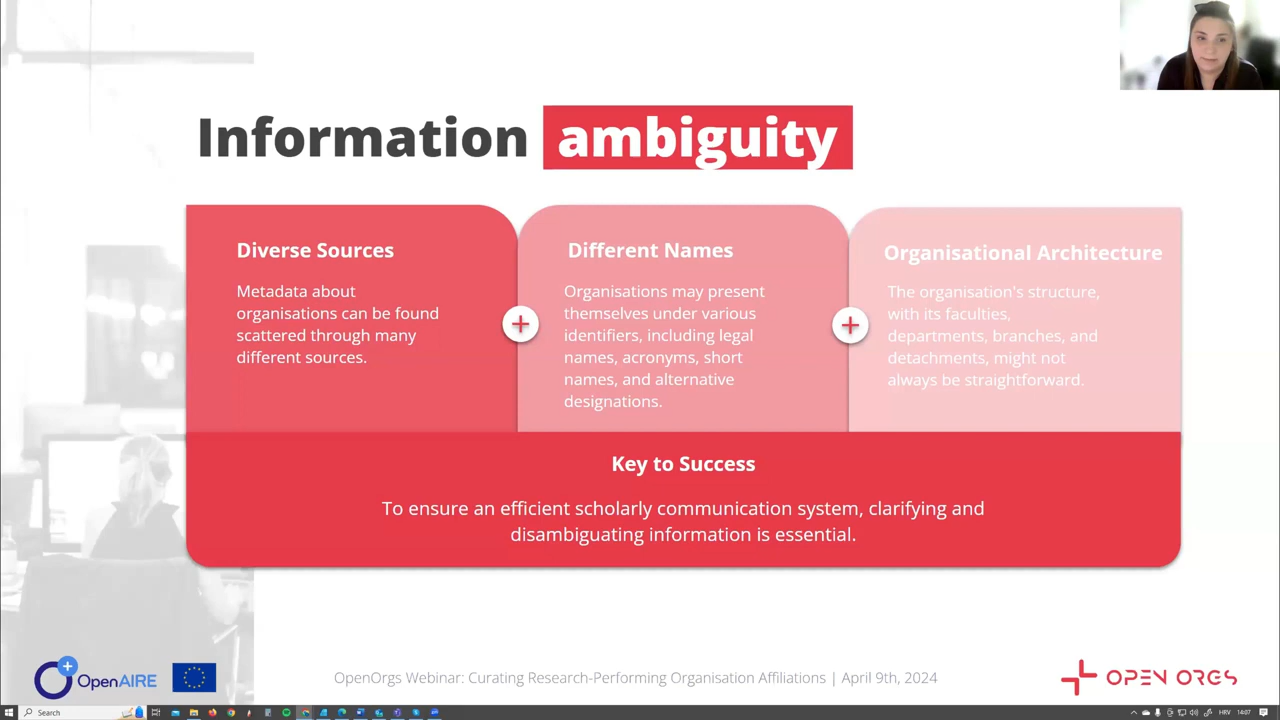 Information ambiguity
Diverse Sources
Metadata about
organisations can be found
scattered through many
different sources.
Different Names
Organisations may present
themselves under various
identifiers, including legal
names, acronyms, short
names, and alternative
designations.
Organisational Architecture
The organisation's structure,
with its faculties,
departments, branches, and
detachments, might not
always be straightforward.
Key to Success
To ensure an efficient scholarly communication system, clarifying and
disambiguating information is essential.
OpenAIRE
OpenOrgs Webinar: Curating Research-Performing Organisation Affiliations | April 9th, 2024
OPEN ORGS
Search
HRV
14:07